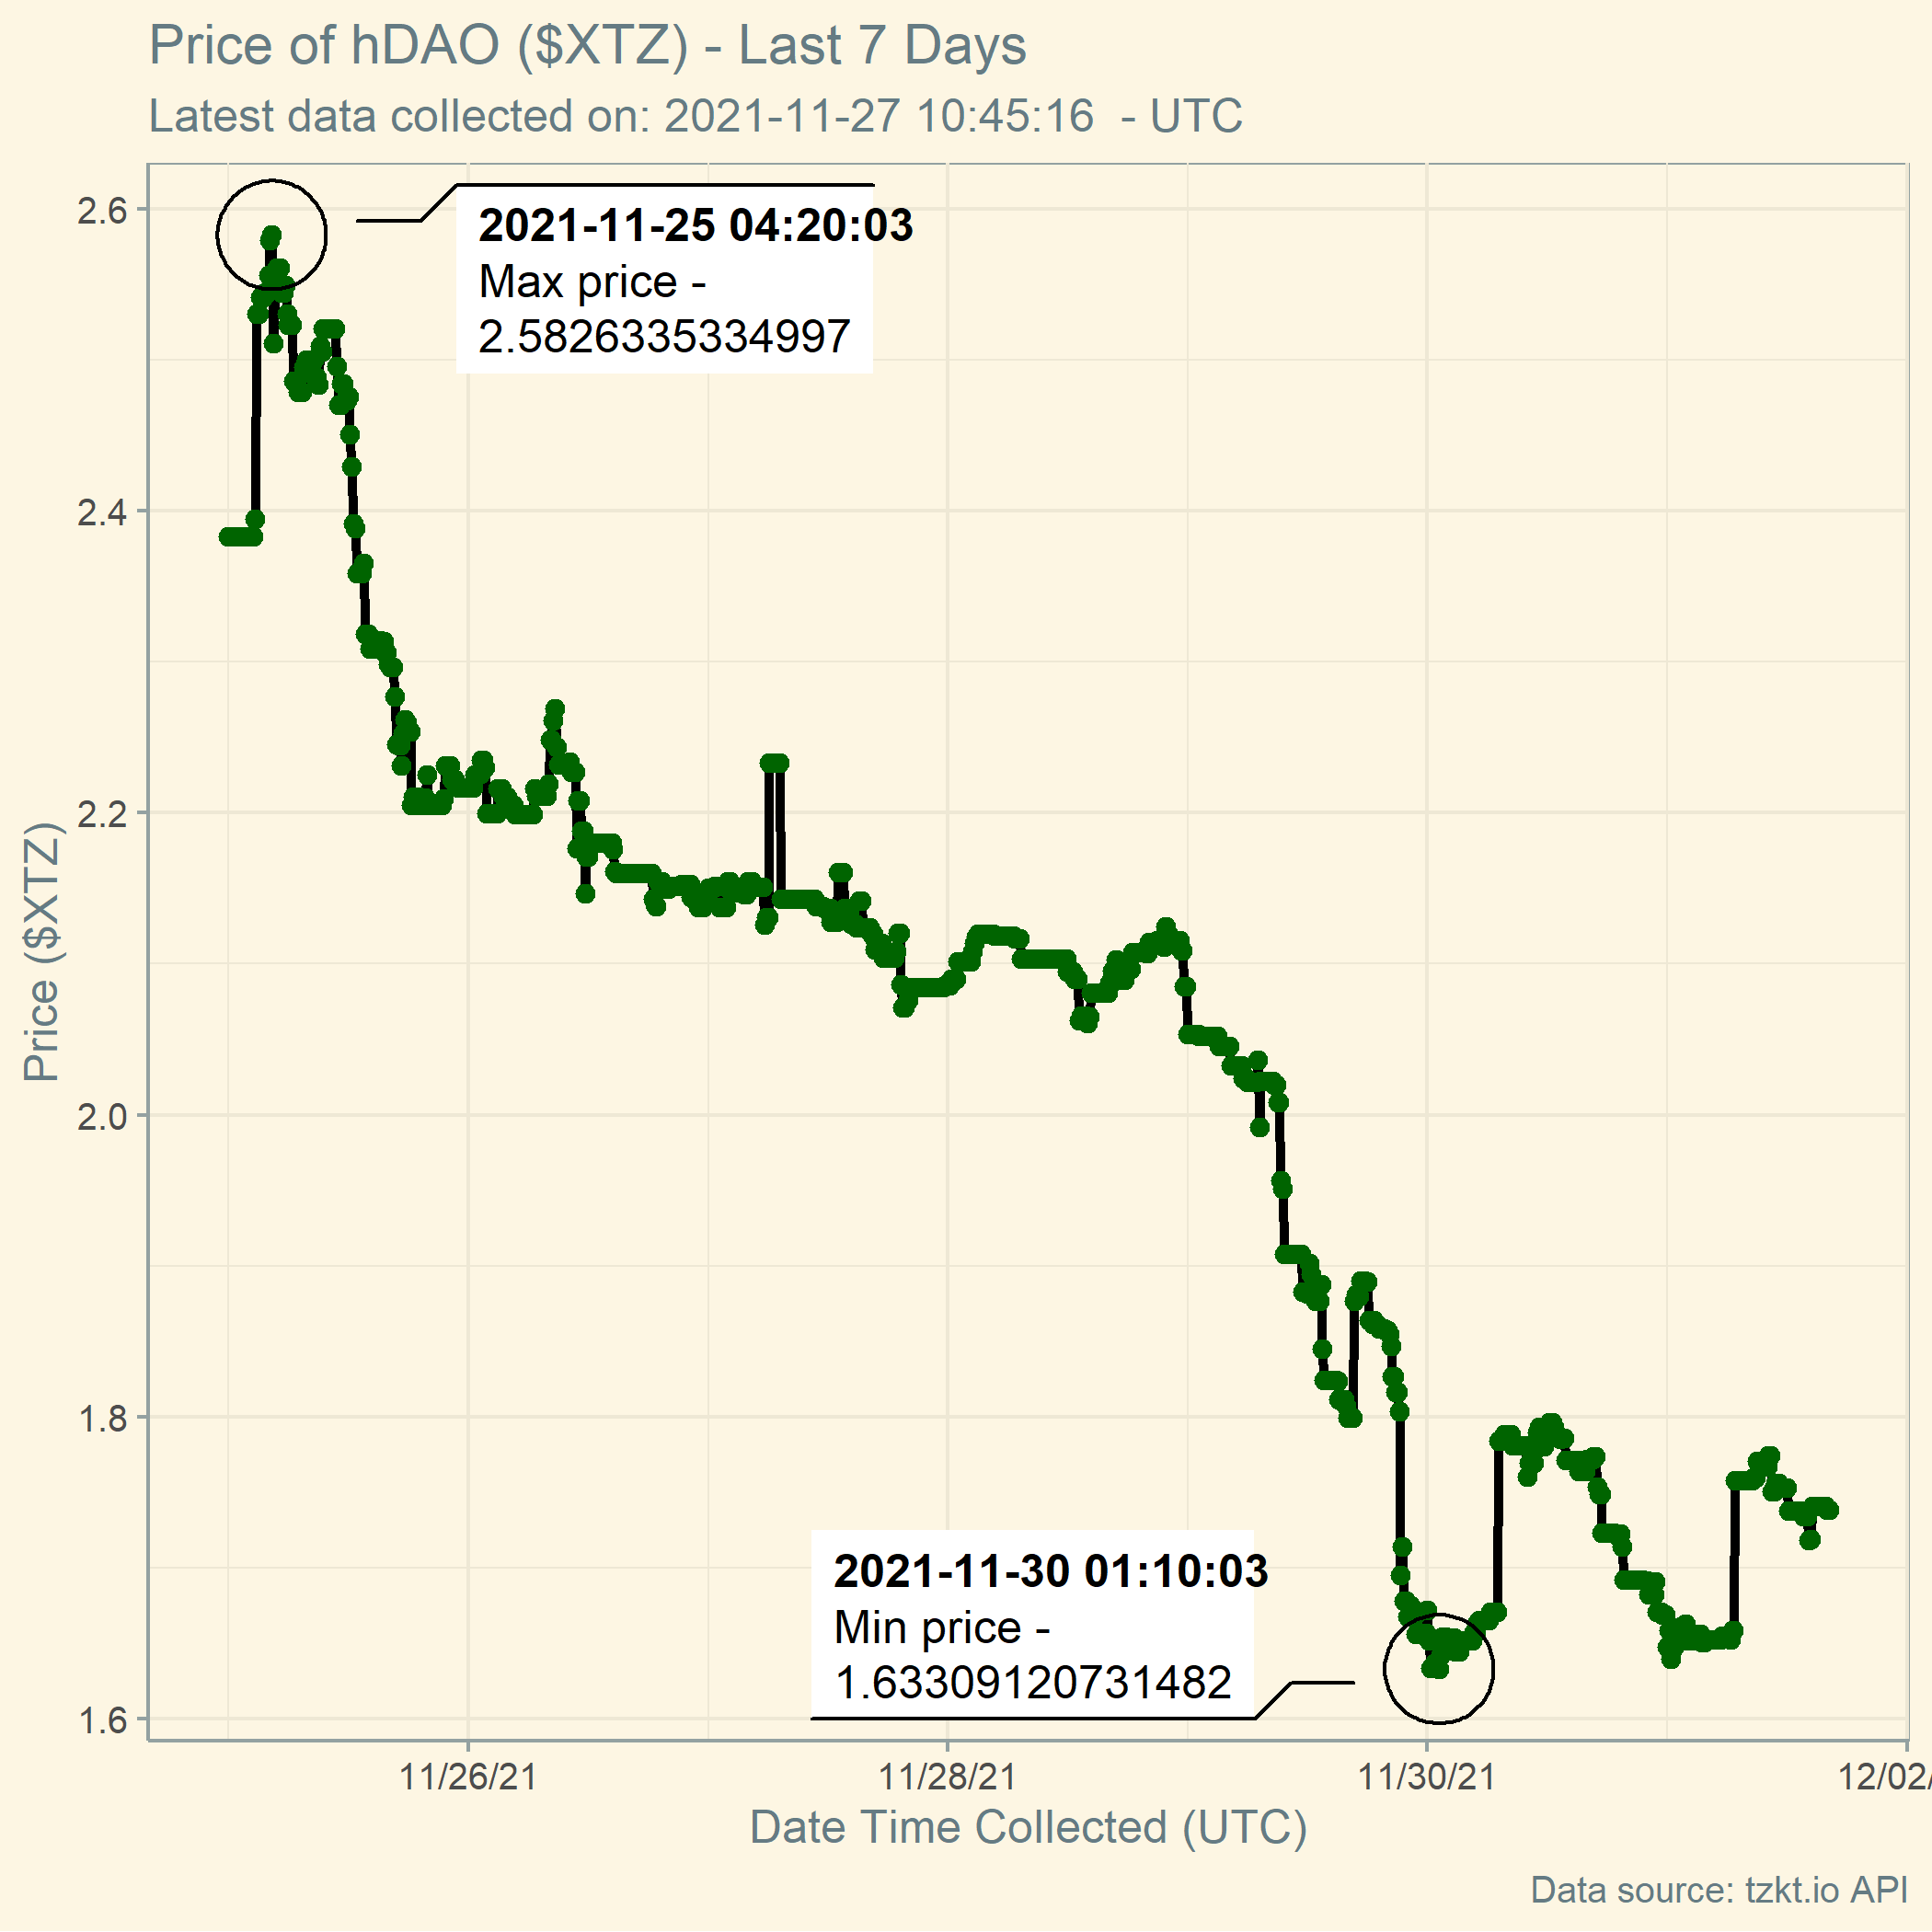 Price of hDAO ($XTZ) - Last 7 Days
Latest data collected on: 2021-11-27 10:45:16  - UTC
2021-11-25 04:20:03
Max price -
2.5826335334997
2.6
2.4
2.2
2.0
1.8
1.6
Price ($XTZ)
2021-11-30 01:10:03
Min price -
1.63309120731482
11/26/21
11/28/21
11/30/21
12/02/
Date Time Collected (UTC)
Data source: tzkt.io API